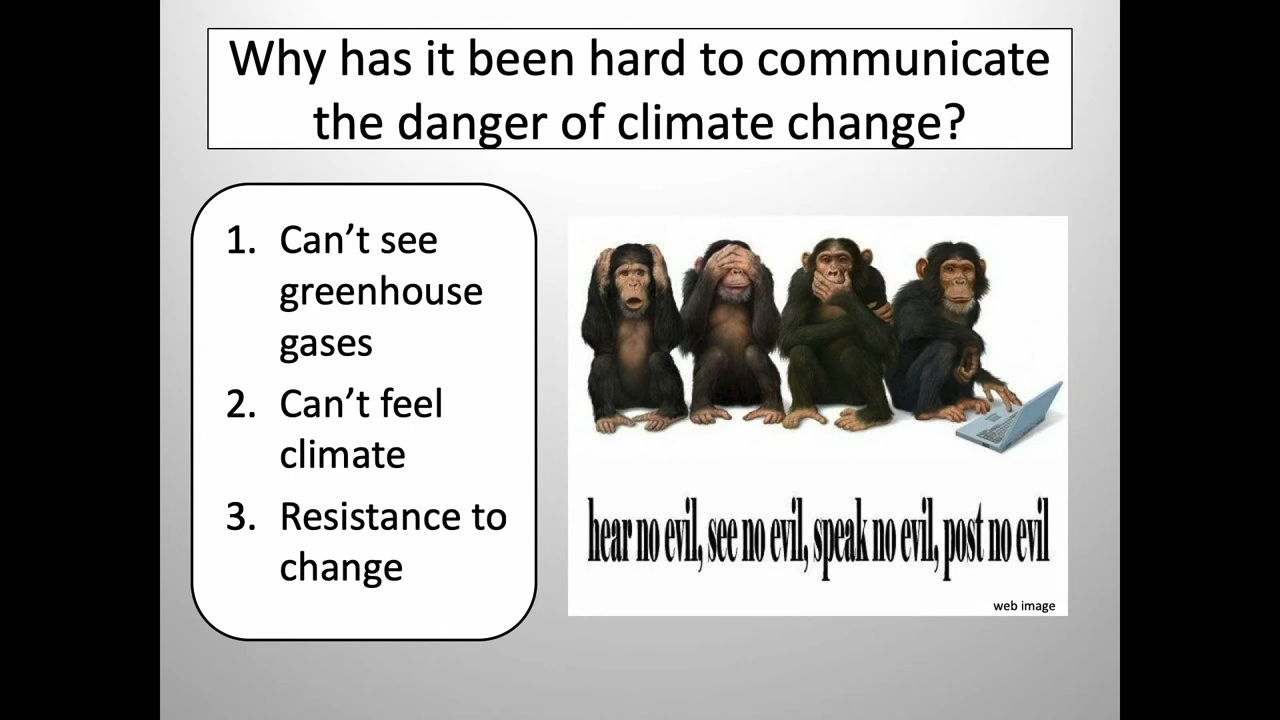 Why has it been hard to communicate
the danger of climate change?
1. Can’t see
greenhouse
gases
2. Can’t feel
climate
3. Resistance to
change
hear no evil, see no evil, speak no evil, post no evil
web image